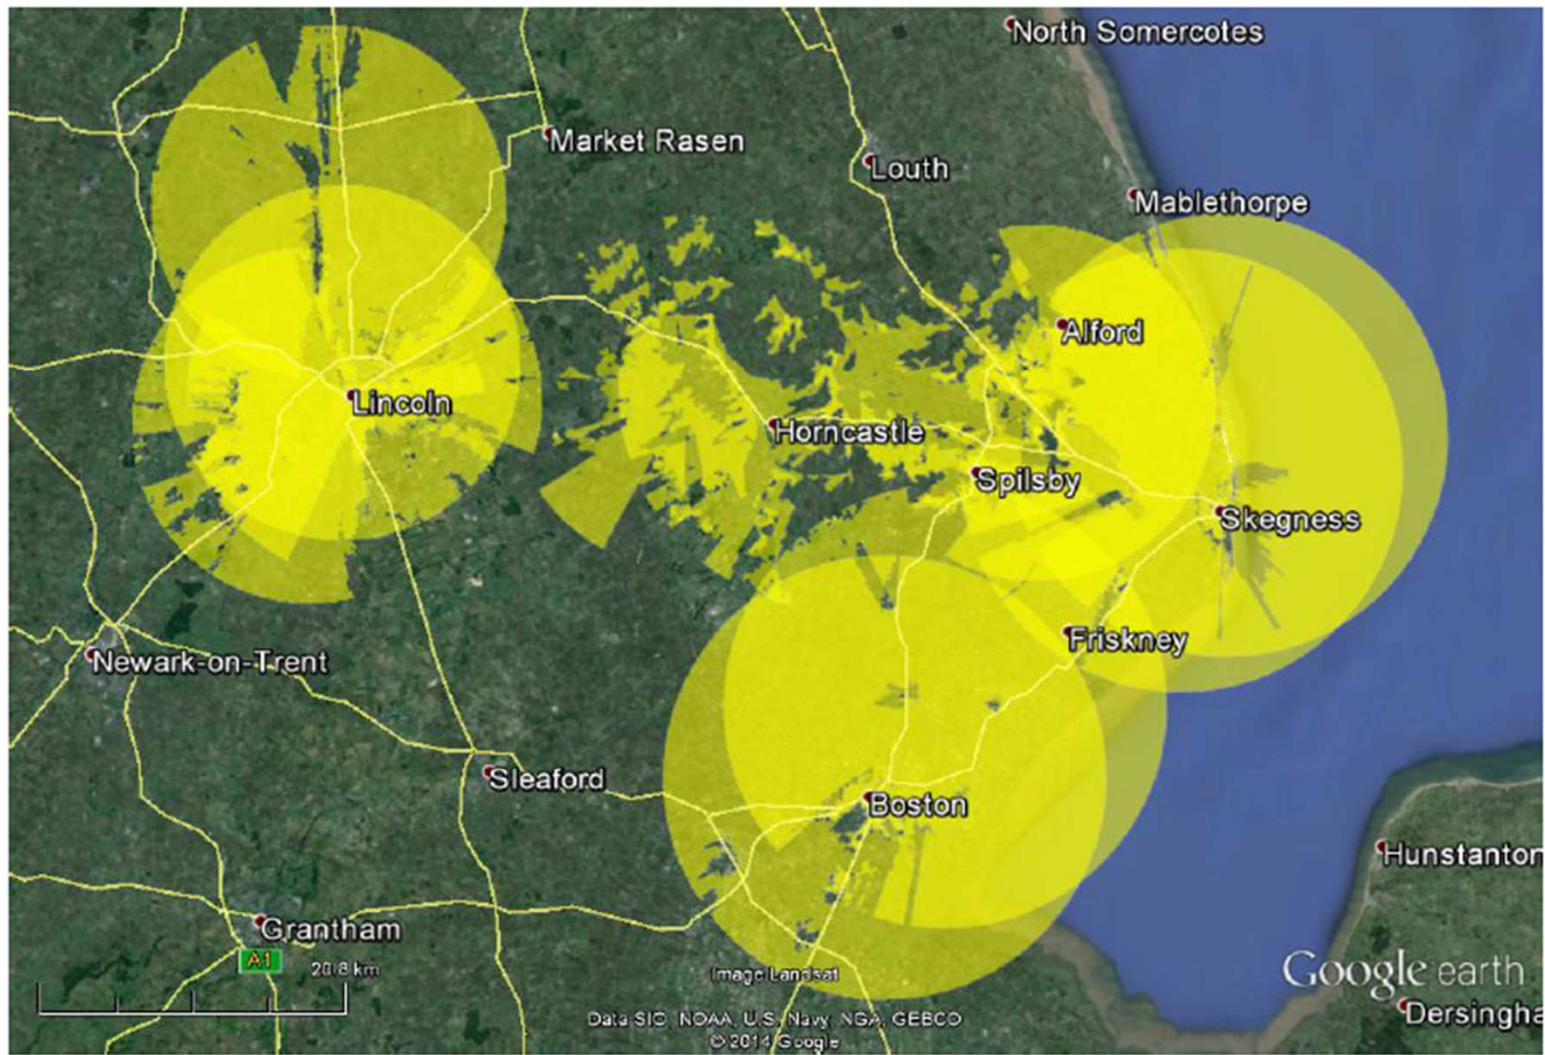 North Somercotes
Market Rasen
Louth
Mablethorpe
Alford
Lincoln
Horncastle
Spilsby
Skegness
Friskney
Newark-on-Trent
Sleaford
Boston
Hunstanton
Grantham
A1
20.8 km
Image Landsat
Google earth
Dersingha
Data SIO, NOAA, U.S. Navy, NGA, GEBCO
© 2014 Google